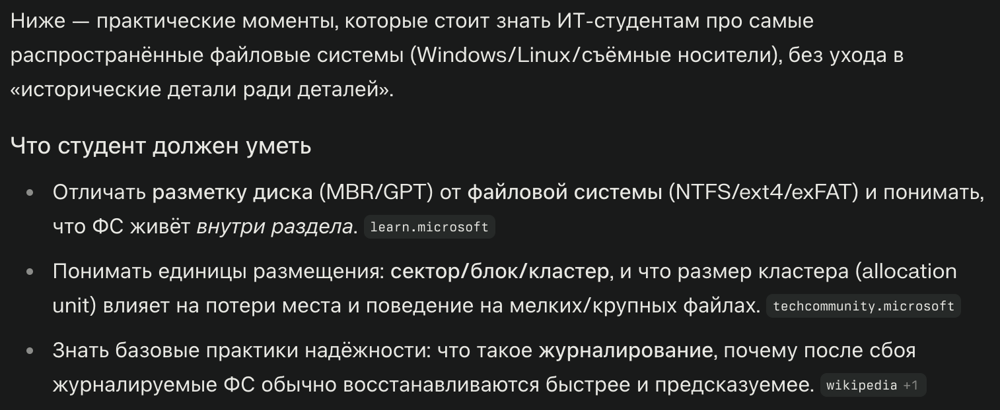 Ниже — практические моменты, которые стоит знать ИТ-студентам про самые
распространённые файловые системы (Windows/Linux/съёмные носители), без ухода в
«исторические детали ради деталей».
Что студент должен уметь
• Отличать разметку диска (MBR/GPT) от файловой системы (NTFS/ext4/exFAT) и понимать,
что ФС живёт внутри раздела. learn.microsoft
• Понимать единицы размещения: сектор/блок/кластер, и что размер кластера (allocation
unit) влияет на потери места и поведение на мелких/крупных файлах. techcommunity.microsoft
• Знать базовые практики надёжности: что такое журналирование, почему после сбоя
журналируемые ФС обычно восстанавливаются быстрее и предсказуемее. wikipedia +1